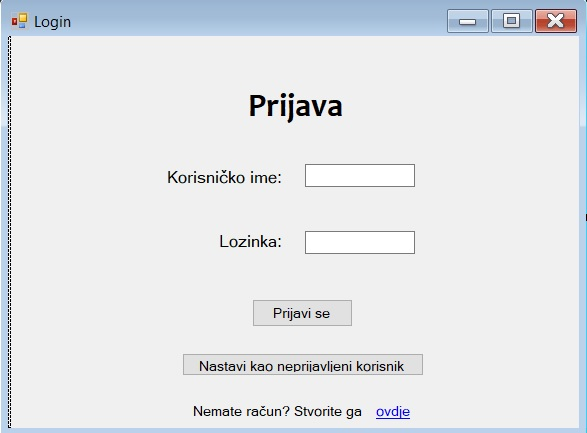 Login
Prijava
Korisničko ime:
Lozinka:
Prijavi se
Nastavi kao neprijavljeni korisnik
Nemate račun? Stvorite ga ovdje